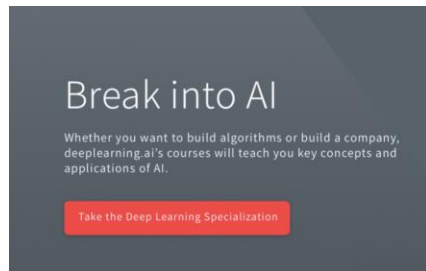 Break into AI
Whether you want to build algorithms or build a company,
deeplearning.ai's courses will teach you key concepts and
applications of AI.
Take the Deep Learning Specialization